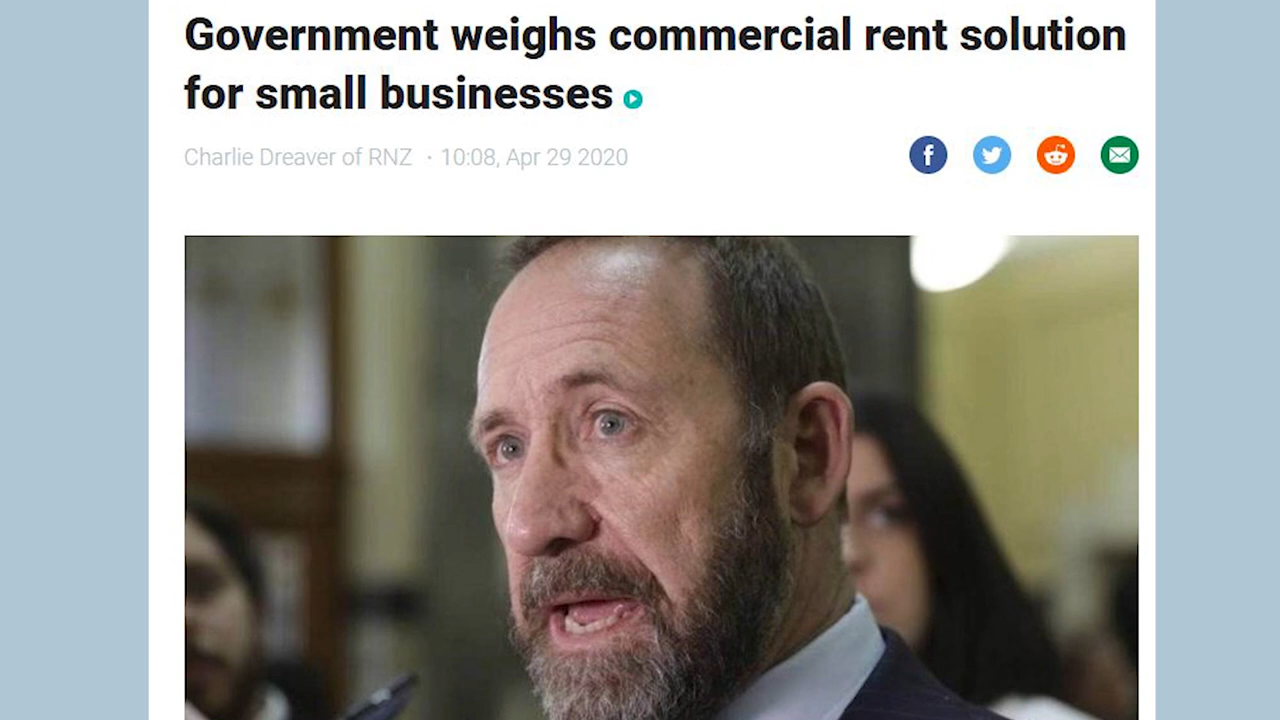 Government weighs commercial rent solution
for small businesses
Charlie Dreaver of RNZ · 10:08, Apr 29 2020